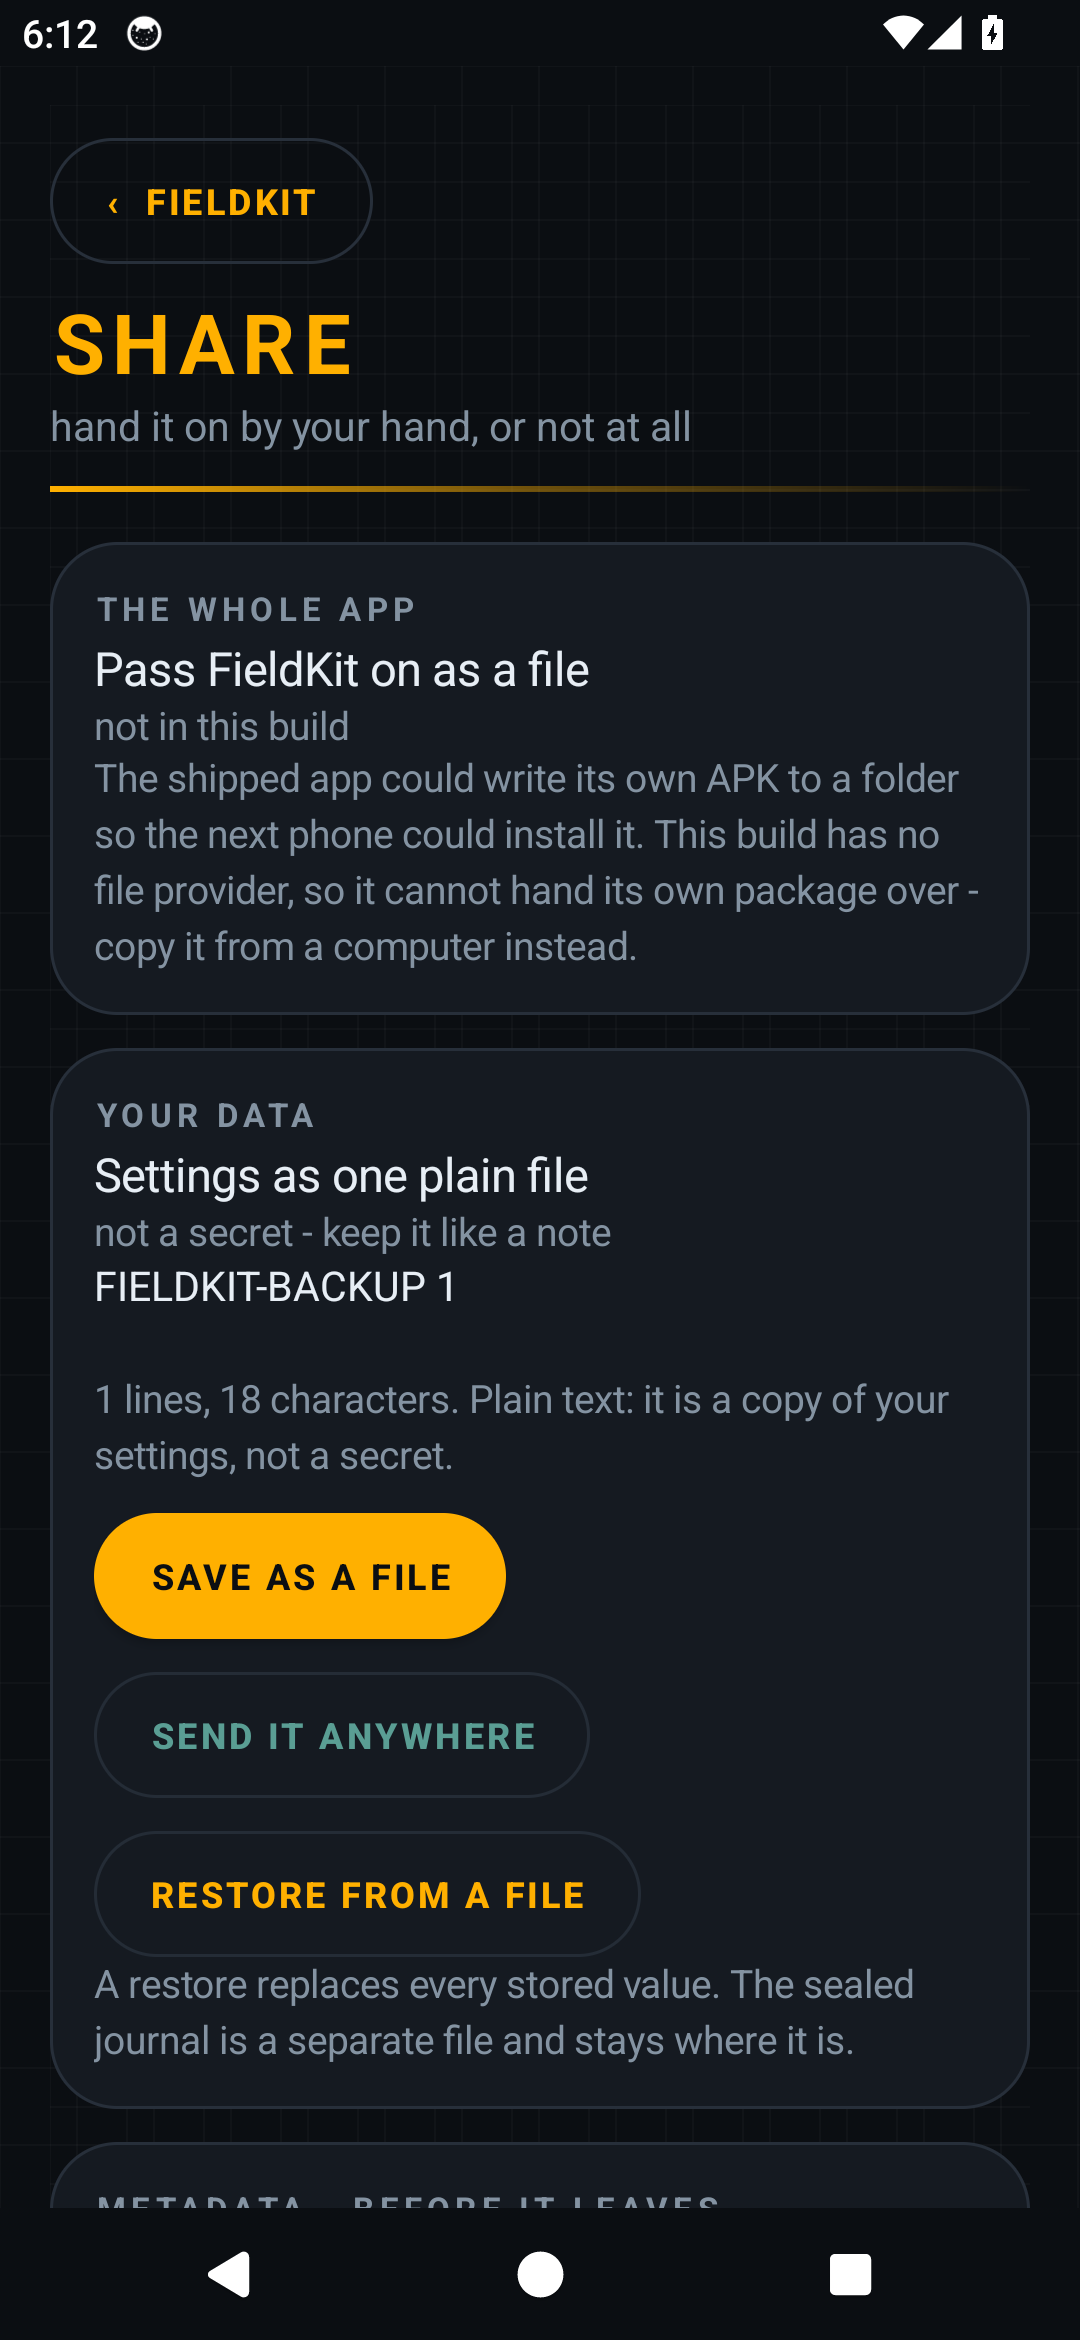 6:12
‹ FIELDKIT
SHARE
hand it on by your hand, or not at all
THE WHOLE APP
Pass FieldKit on as a file
not in this build
The shipped app could write its own APK to a folder
so the next phone could install it. This build has no
file provider, so it cannot hand its own package over -
copy it from a computer instead.
YOUR DATA
Settings as one plain file
not a secret - keep it like a note
FIELDKIT-BACKUP 1
1 lines, 18 characters. Plain text: it is a copy of your
settings, not a secret.
SAVE AS A FILE
SEND IT ANYWHERE
RESTORE FROM A FILE
A restore replaces every stored value. The sealed
journal is a separate file and stays where it is.
METADATA BEFORE IT LEAVES